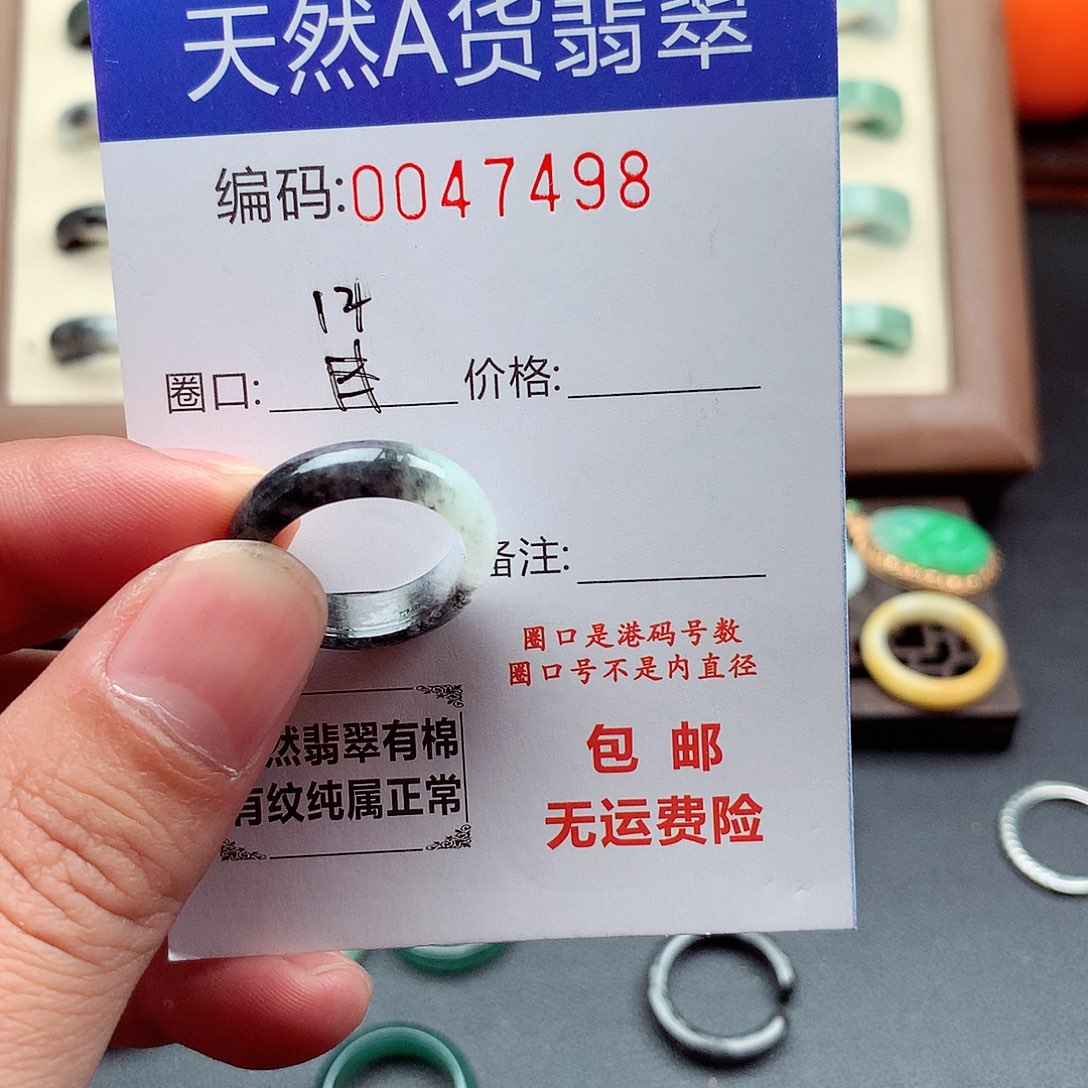 天然A货翡翠
编码:0047498
圈口: 价格:
备注:
圈口是港码号数
圈口号不是内直径
然翡翠有棉
有纹纯属正常
包 邮
无运费险